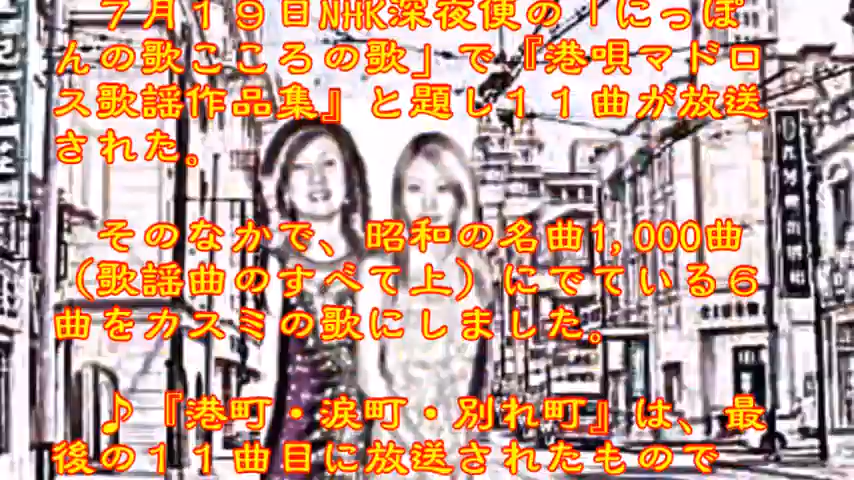 ７月１９日NHK深夜便の「にっぽ
んの歌こころの歌」で『港唄マドロ
ス歌謡作品集』と題し１１曲が放送
された。
そのなかで、昭和の名曲1,000曲
（歌謡曲のすべて上）にでている６
曲をカスミの歌にしました。
♪『港町・涙町・別れ町』は、最
後の１１曲目に放送されたもので